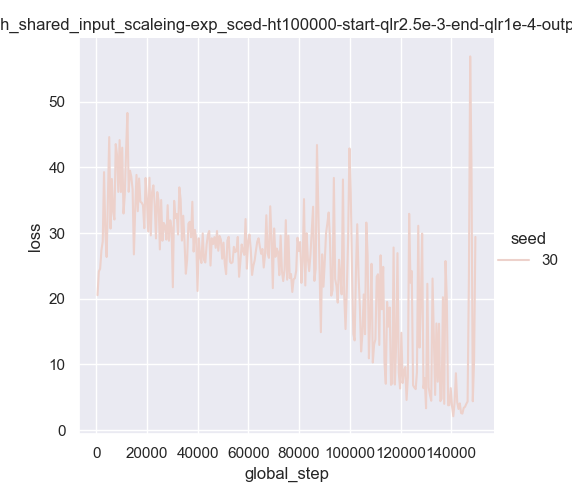 h_shared_input_scaleing-exp_sced-ht100000-start-qlr2.5e-3-end-qlr1e-4-outp
50
40
30
20
10
0
loss
seed
30
0 20000 40000 60000 80000 100000 120000 140000
global_step